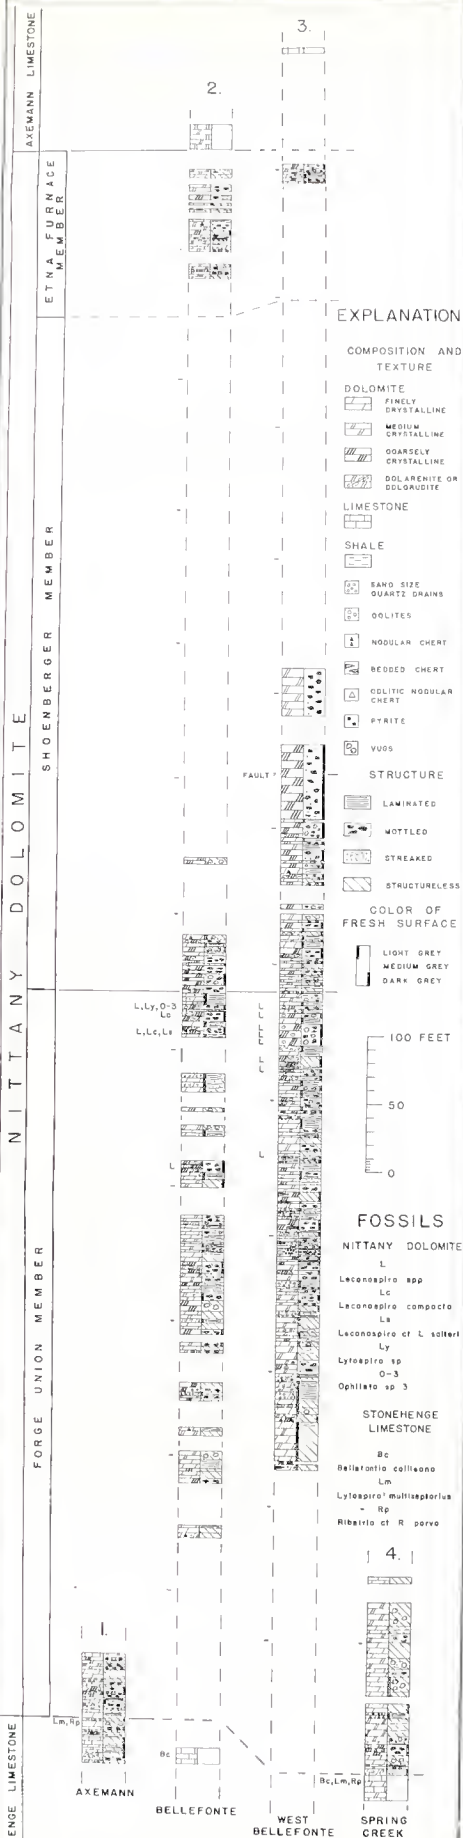 3.
2.
AXEMANN LIMESTONE
ETNA FURNACE
MEMBER
SHOENBERGER MEMBER
NITTANY DOLOMITE
FORGE UNION MEMBER
ENGE LIMESTONE
EXPLANATION
COMPOSITION AND
TEXTURE
DOLOMITE
FINELY
CRYSTALLINE
MEDIUM
CRYSTALLINE
COARSELY
CRYSTALLINE
DOLARENITE OR
DOLORUDITE
LIMESTONE
SHALE
SAND SIZE
QUARTZ GRAINS
OOLITES
NODULAR CHERT
BEDDED CHERT
OOLITIC NODULAR
CHERT
PYRITE
VUGS
FAULT
STRUCTURE
LAMINATED
MOTTLED
STREAKED
STRUCTURELESS
COLOR OF
FRESH SURFACE
LIGHT GREY
MEDIUM GREY
DARK GREY
L,Ly,O-3
Lc
L,Lc,Ls
L
L
L
L
L
L
L
L
L
100 FEET
50
0
FOSSILS
NITTANY DOLOMITE
L
Lecanospira spp
Lc
Lecanospira compacta
Ls
Lecanospira cf L salteri
Ly
Lytospira sp
O-3
Ophileta sp 3
STONEHENGE
LIMESTONE
Bc
Bellefontia collieana
Lm
Lytospira? multiseptarius
Rp
Ribeiria cf R parva
4.
1.
Lm,Rp
Bc
Bc,Lm,Rp
AXEMANN
BELLEFONTE
WEST
BELLEFONTE
SPRING
CREEK